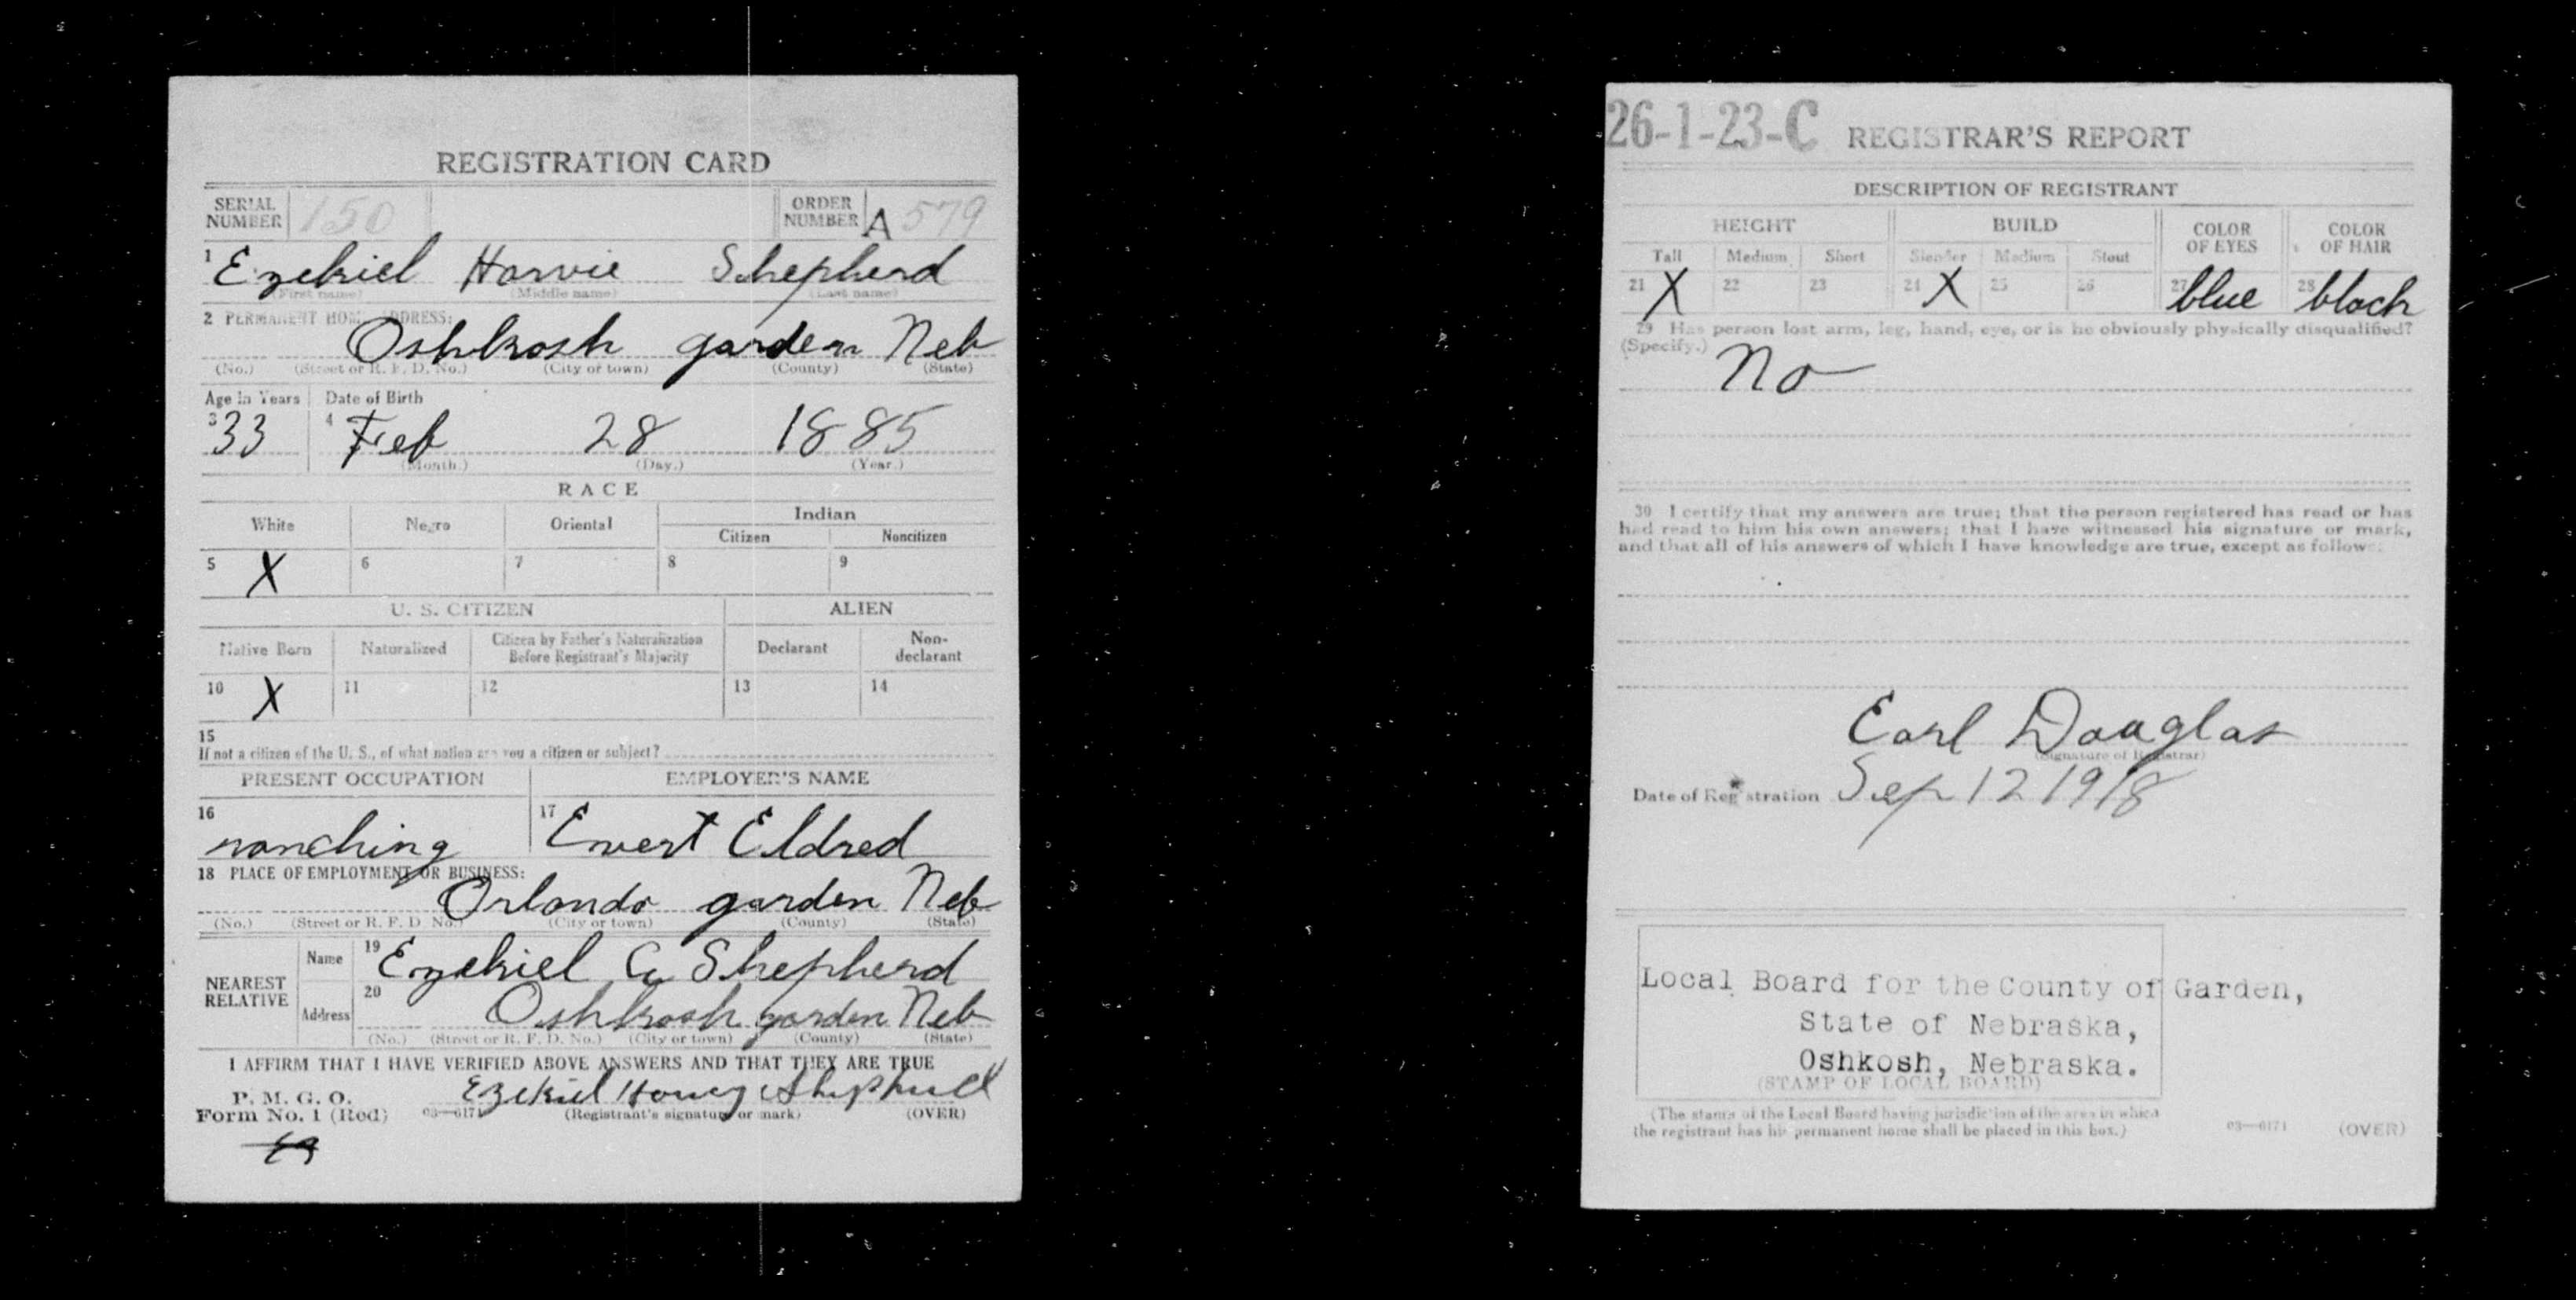 REGISTRATION CARD
SERIAL NUMBER 150 ORDER NUMBER A 579
1 Ezekiel Harvie Shepherd
(First name) (Middle name) (Last name)
2 PERMANENT HOME ADDRESS:
Oshkosh garden Neb
(No.) (Street or R. F. D. No.) (City or town) (County) (State)
Age in Years Date of Birth
3 33 4 Feb 28 1885
(Month.) (Day.) (Year.)
RACE
White Negro Oriental Indian
Citizen Noncitizen
5 X 6 7 8 9
U. S. CITIZEN ALIEN
Native Born Naturalized Citizen by Father's Naturalization Before Registrant's Majority Declarant Non-declarant
10 X 11 12 13 14
15
If not a citizen of the U. S., of what nation are you a citizen or subject?
PRESENT OCCUPATION EMPLOYER'S NAME
16 ranching 17 Evert Eldred
18 PLACE OF EMPLOYMENT OR BUSINESS:
Orlando garden Neb
(No.) (Street or R. F. D. No.) (City or town) (County) (State)
NEAREST RELATIVE Name 19 Ezekiel Shepherd
Address 20 Oshkosh garden Neb
(No.) (Street or R. F. D. No.) (City or town) (County) (State)
I AFFIRM THAT I HAVE VERIFIED ABOVE ANSWERS AND THAT THEY ARE TRUE
P. M. G. O.
Form No. 1 (Red) 03—6171 Ezekiel Shepherd
(Registrant's signature or mark) (OVER)
26-1-23-C REGISTRAR'S REPORT
DESCRIPTION OF REGISTRANT
HEIGHT BUILD COLOR OF EYES COLOR OF HAIR
Tall Medium Short Slender Medium Stout
21 X 22 23 24 X 25 26 27 blue 28 black
29 Has person lost arm, leg, hand, eye, or is he obviously physically disqualified?
(Specify.) No
30 I certify that my answers are true; that the person registered has read or has
had read to him his own answers; that I have witnessed his signature or mark,
and that all of his answers of which I have knowledge are true, except as follows:
Earl Douglas
(Signature of Registrar)
Date of Registration Sep 12 1918
Local Board for the County of Garden,
State of Nebraska,
Oshkosh, Nebraska.
(STAMP OF LOCAL BOARD)
(The stamp of the Local Board having jurisdiction of the area in which
the registrant has his permanent home shall be placed in this box.)
03—6171 (OVER)